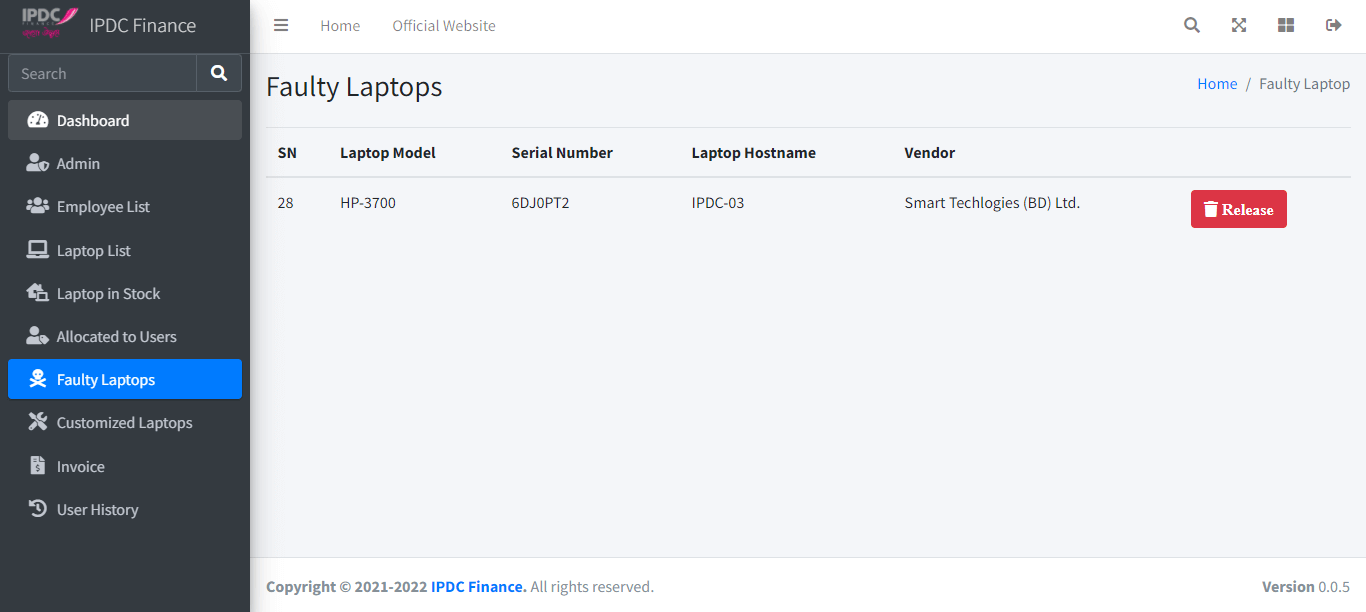 IPDC
FINANCE
IPDC Finance
Home
Official Website
Search
Dashboard
Admin
Employee List
Laptop List
Laptop in Stock
Allocated to Users
Faulty Laptops
Customized Laptops
Invoice
User History
Faulty Laptops
Home / Faulty Laptop
SN Laptop Model Serial Number Laptop Hostname Vendor
28 HP-3700 6DJ0PT2 IPDC-03 Smart Techlogies (BD) Ltd. Release
Copyright © 2021-2022 IPDC Finance. All rights reserved.
Version 0.0.5